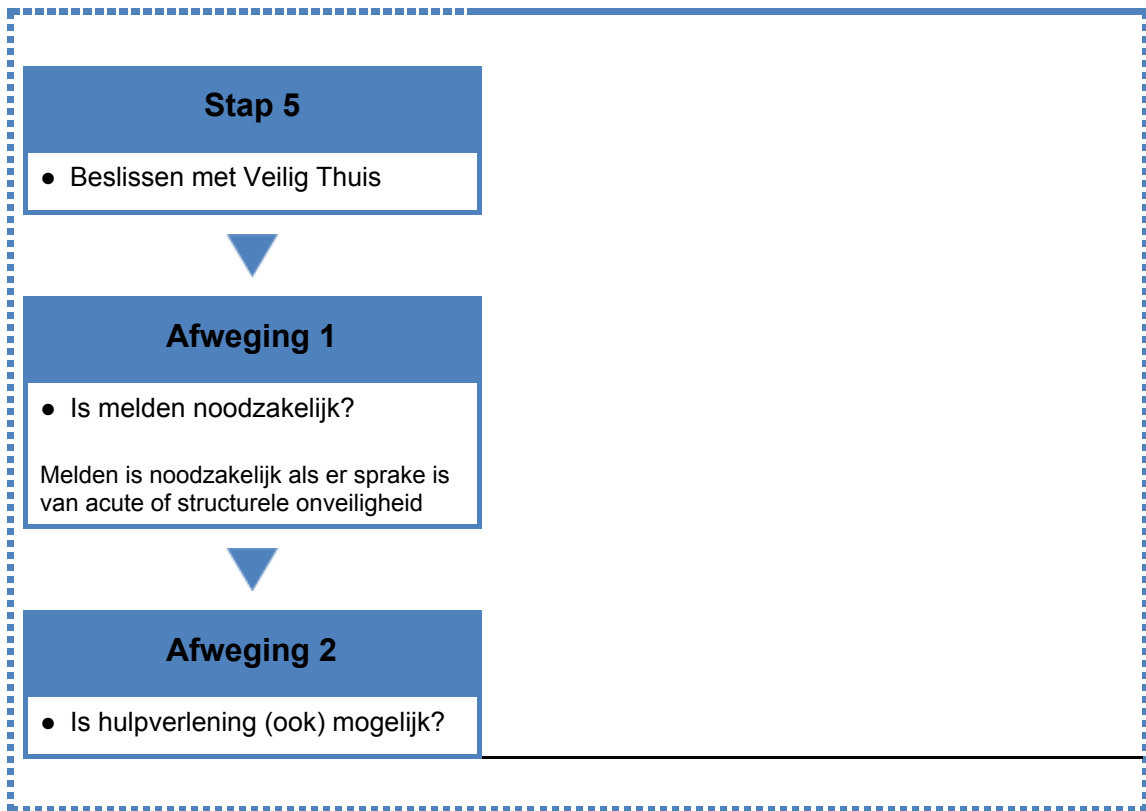 Stap 5
● Beslissen met Veilig Thuis
Afweging 1
● Is melden noodzakelijk?
Melden is noodzakelijk als er sprake is
van acute of structurele onveiligheid
Afweging 2
● Is hulpverlening (ook) mogelijk?